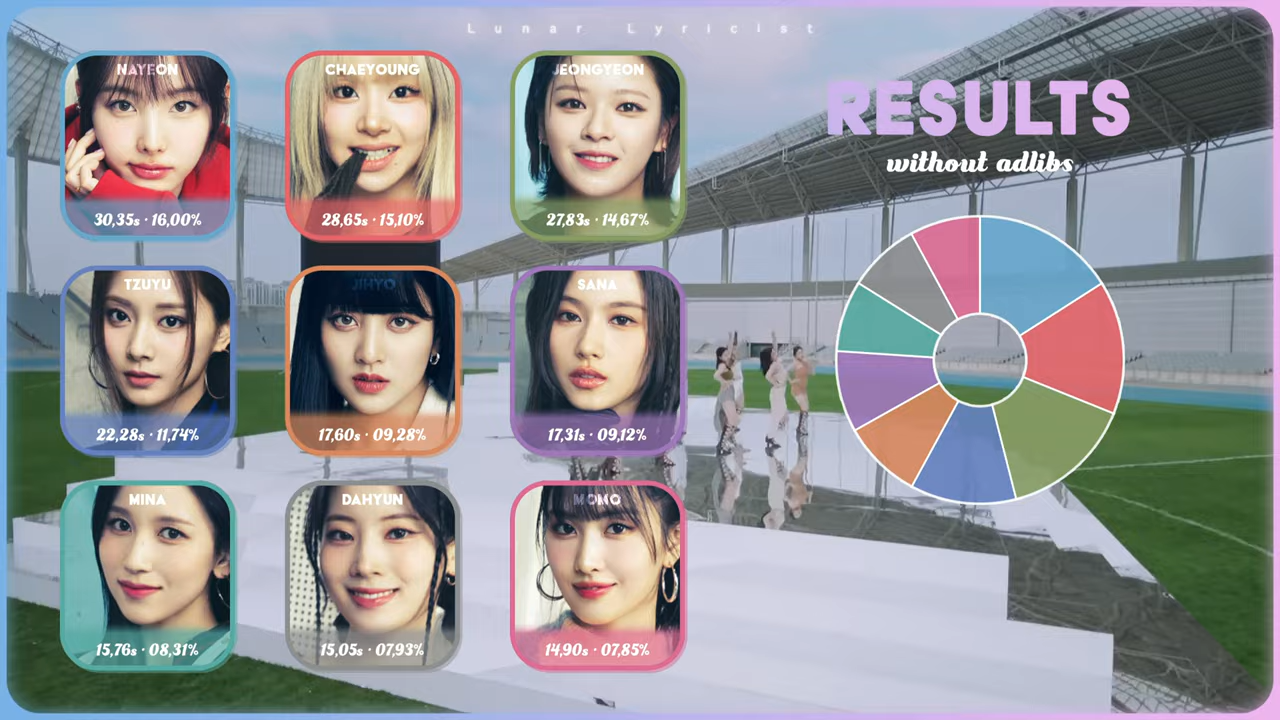 Lunar Lyricist
NAYEON
30,35s · 16,00%
CHAEYOUNG
28,65s · 15,10%
JEONGYEON
27,83s · 14,67%
TZUYU
22,28s · 11,74%
JIHYO
17,60s · 09,28%
SANA
17,31s · 09,12%
MINA
15,76s · 08,31%
DAHYUN
15,05s · 07,93%
MOMO
14,90s · 07,85%
RESULTS
without adlibs